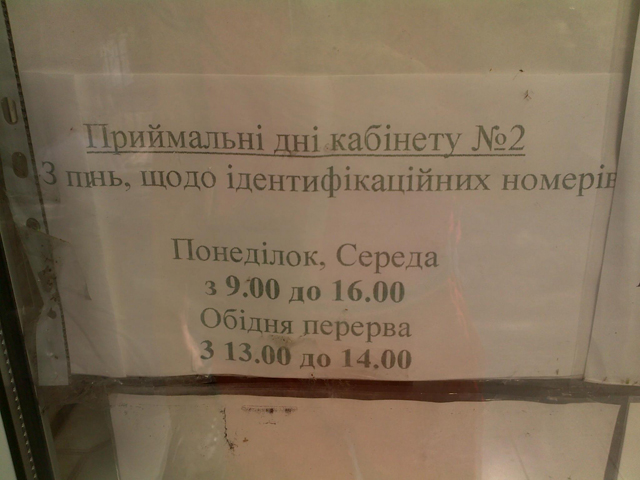 Приймальні дні кабінету №2
З пінь, щодо ідентифікаційних номерів
Понеділок, Середа
з 9.00 до 16.00
Обідня перерва
З 13.00 до 14.00